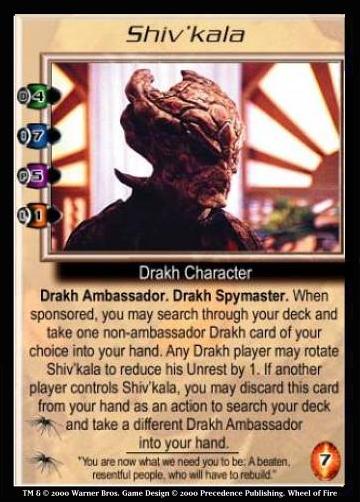 Shiv'kala
D 4
I 7
P 5
L 1
Drakh Character
Drakh Ambassador. Drakh Spymaster. When
sponsored, you may search through your deck and
take one non-ambassador Drakh card of your
choice into your hand. Any Drakh player may rotate
Shiv'kala to reduce his Unrest by 1. If another
player controls Shiv'kala, you may discard this card
from your hand as an action to search your deck
and take a different Drakh Ambassador
into your hand.
"You are now what we need you to be: A beaten,
resentful people, who will have to rebuild."
7
TM & © 2000 Warner Bros. Game Design © 2000 Precedence Publishing. Wheel of Fire